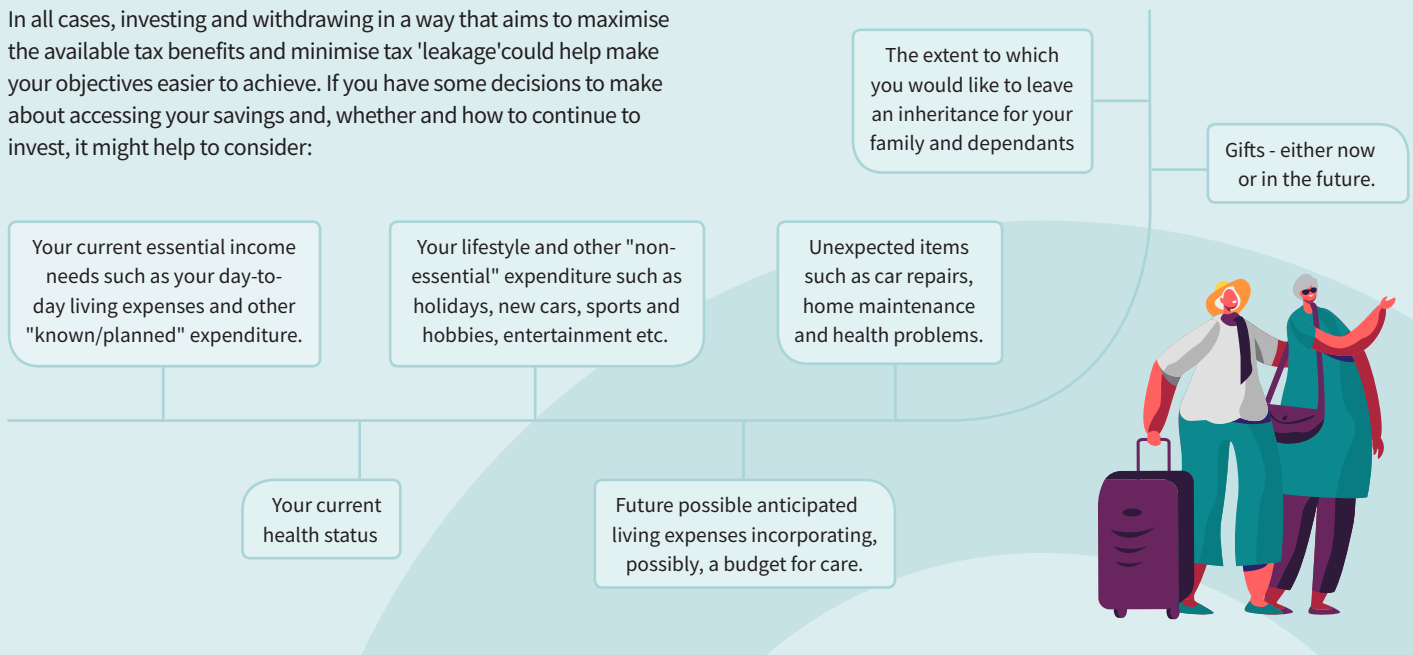 In all cases, investing and withdrawing in a way that aims to maximise
the available tax benefits and minimise tax 'leakage'could help make
your objectives easier to achieve. If you have some decisions to make
about accessing your savings and, whether and how to continue to
invest, it might help to consider:
Your current essential income
needs such as your day-to-
day living expenses and other
"known/planned" expenditure.
Your current
health status
Your lifestyle and other "non-
essential" expenditure such as
holidays, new cars, sports and
hobbies, entertainment etc.
Future possible anticipated
living expenses incorporating,
possibly, a budget for care.
Unexpected items
such as car repairs,
home maintenance
and health problems.
Gifts - either now
or in the future.
The extent to which
you would like to leave
an inheritance for your
family and dependants